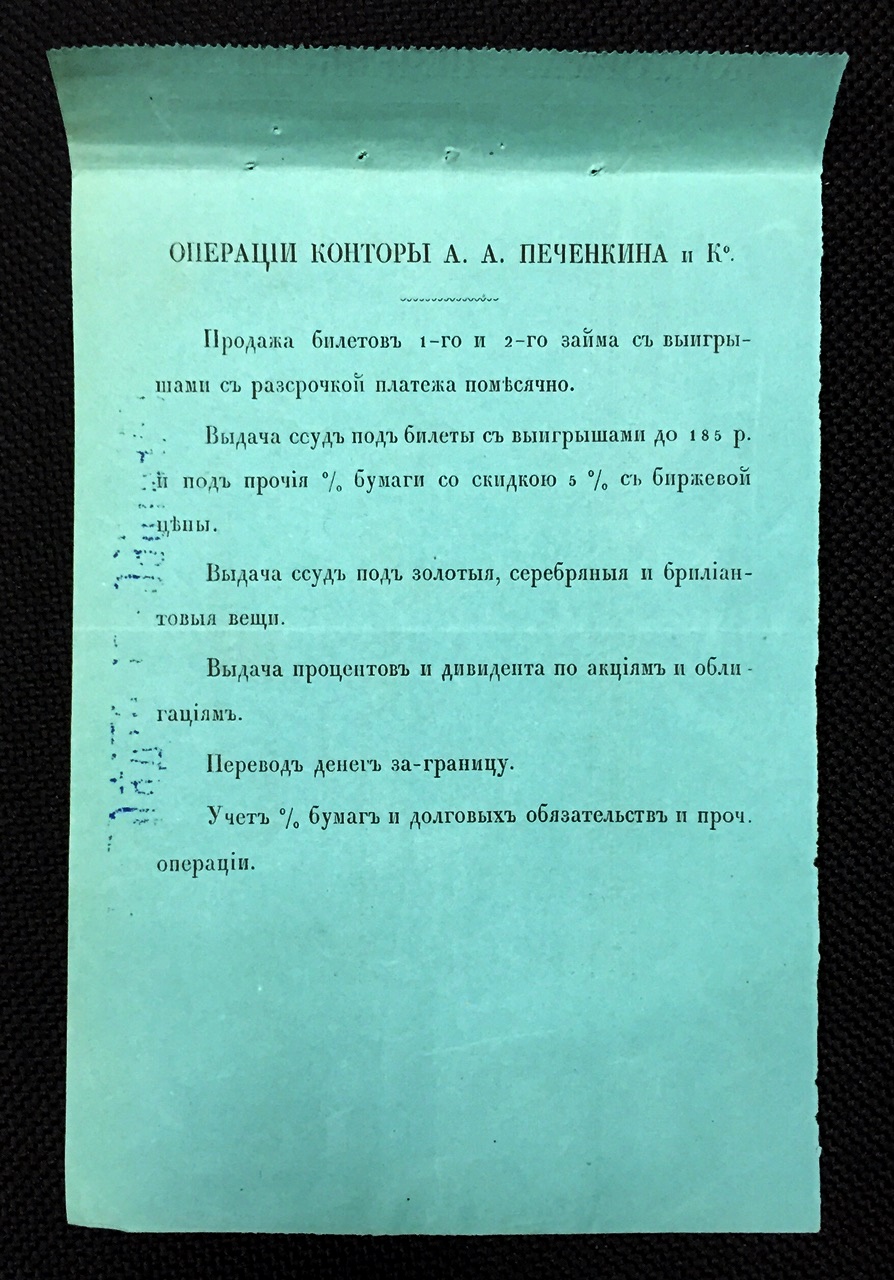 ОПЕРАЦІИ КОНТОРЫ А. А. ПЕЧЕНКИНА и Кº.
Продажа билетовъ 1-го и 2-го займа съ выигры-
шами съ разсрочкой платежа помѣсячно.
Выдача ссудъ подъ билеты съ выигрышами до 185 р.
и подъ прочія % бумаги со скидкою 5 % съ биржевой
цѣны.
Выдача ссудъ подъ золотыя, серебряныя и бриліан-
товыя вещи.
Выдача процентовъ и дивидента по акціямъ и обли-
гаціямъ.
Переводъ денегъ за-границу.
Учетъ % бумагъ и долговыхъ обязательствъ и проч.
операціи.